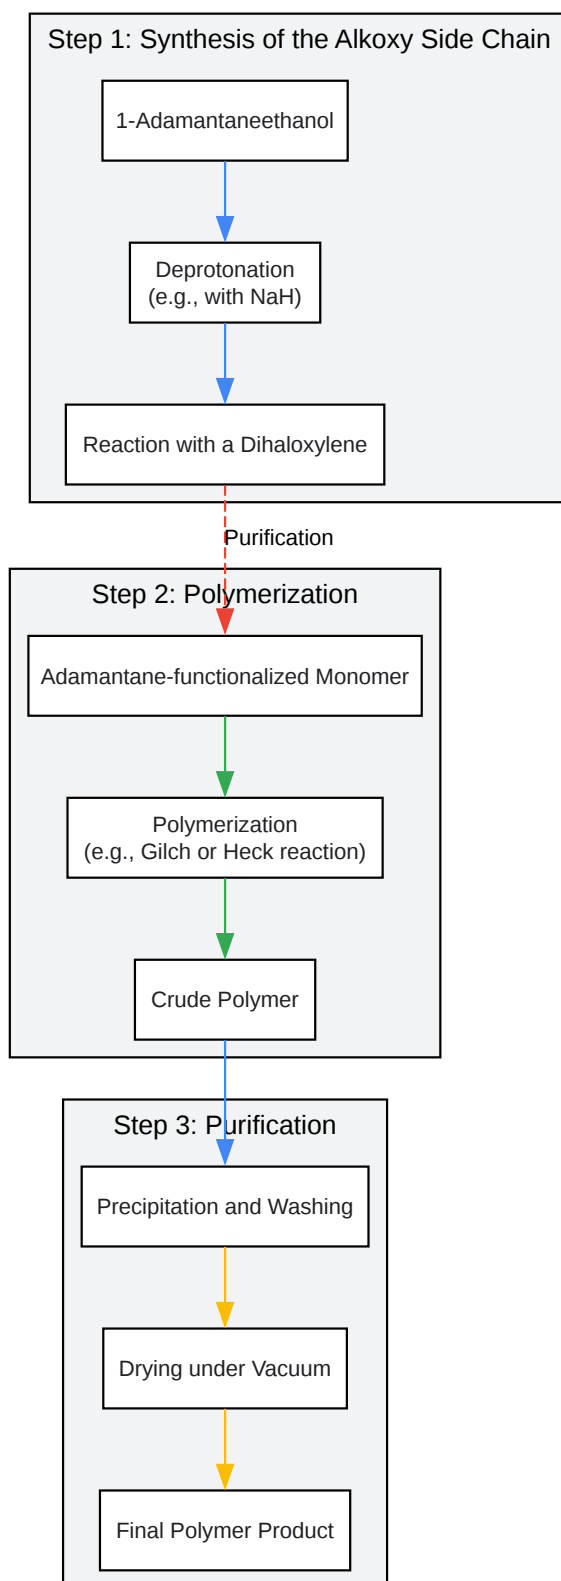 Step 1: Synthesis of the Alkoxy Side Chain
1-Adamantaneethanol
Deprotonation
(e.g., with NaH)
Reaction with a Dihaloxylene
Purification
Step 2: Polymerization
Adamantane-functionalized Monomer
Polymerization
(e.g., Gilch or Heck reaction)
Crude Polymer
Step 3: Purification
Precipitation and Washing
Drying under Vacuum
Final Polymer Product